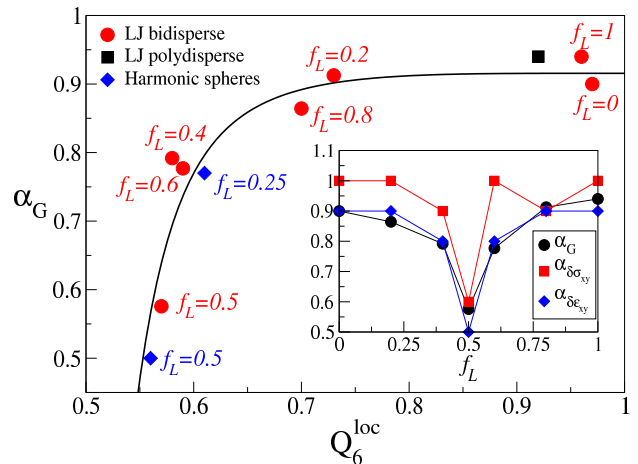 1
0.9
0.8
0.7
0.6
0.5
α_G
LJ bidisperse
LJ polydisperse
Harmonic spheres
f_L=0.2
f_L=1
f_L=0
f_L=0.8
f_L=0.4
f_L=0.6
f_L=0.25
f_L=0.5
f_L=0.5
1.1
1
0.9
0.8
0.7
0.6
0.5
α_G
α_δσ_xy
α_δε_xy
0 0.25 0.5 0.75 1
f_L
0.5 0.6 0.7 0.8 0.9 1
Q_6^loc